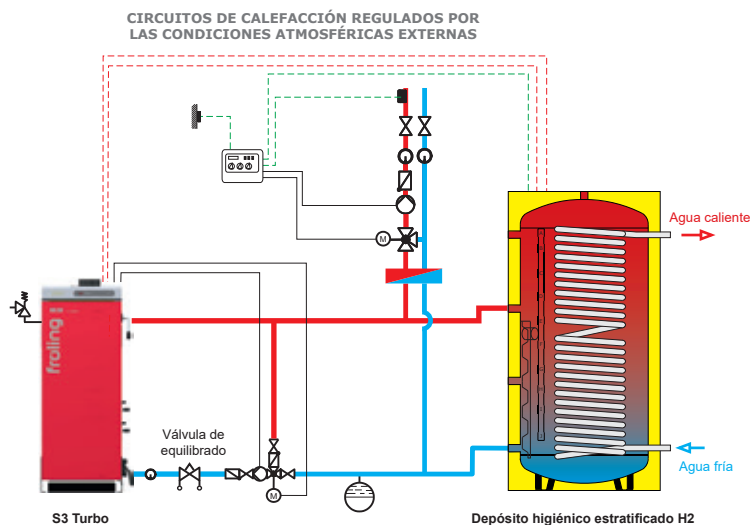 CIRCUITOS DE CALEFACCIÓN REGULADOS POR
LAS CONDICIONES ATMOSFÉRICAS EXTERNAS
Agua caliente
M
froling
Válvula de
equilibrado
M
Agua fría
S3 Turbo
Depósito higiénico estratificado H2